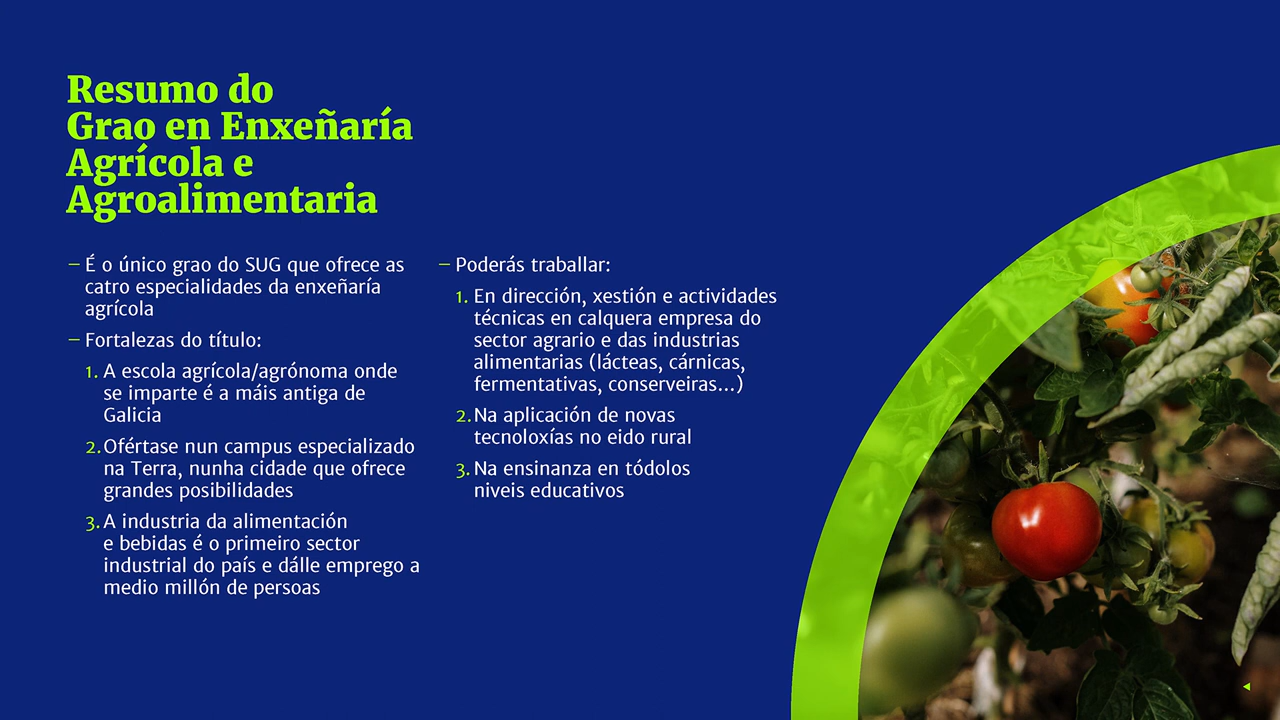 Resumo do
Grao en Enxeñaría
Agrícola e
Agroalimentaria
– É o único grao do SUG que ofrece as
catro especialidades da enxeñaría
agrícola
– Fortalezas do título:
1. A escola agrícola/agrónoma onde
se imparte é a máis antiga de
Galicia
2. Ofértase nun campus especializado
na Terra, nunha cidade que ofrece
grandes posibilidades
3. A industria da alimentación
e bebidas é o primeiro sector
industrial do país e dálle emprego a
medio millón de persoas
– Poderás traballar:
1. En dirección, xestión e actividades
técnicas en calquera empresa do
sector agrario e das industrias
alimentarias (lácteas, cárnicas,
fermentativas, conserveiras...)
2. Na aplicación de novas
tecnoloxías no eido rural
3. Na ensinanza en tódolos
niveis educativos